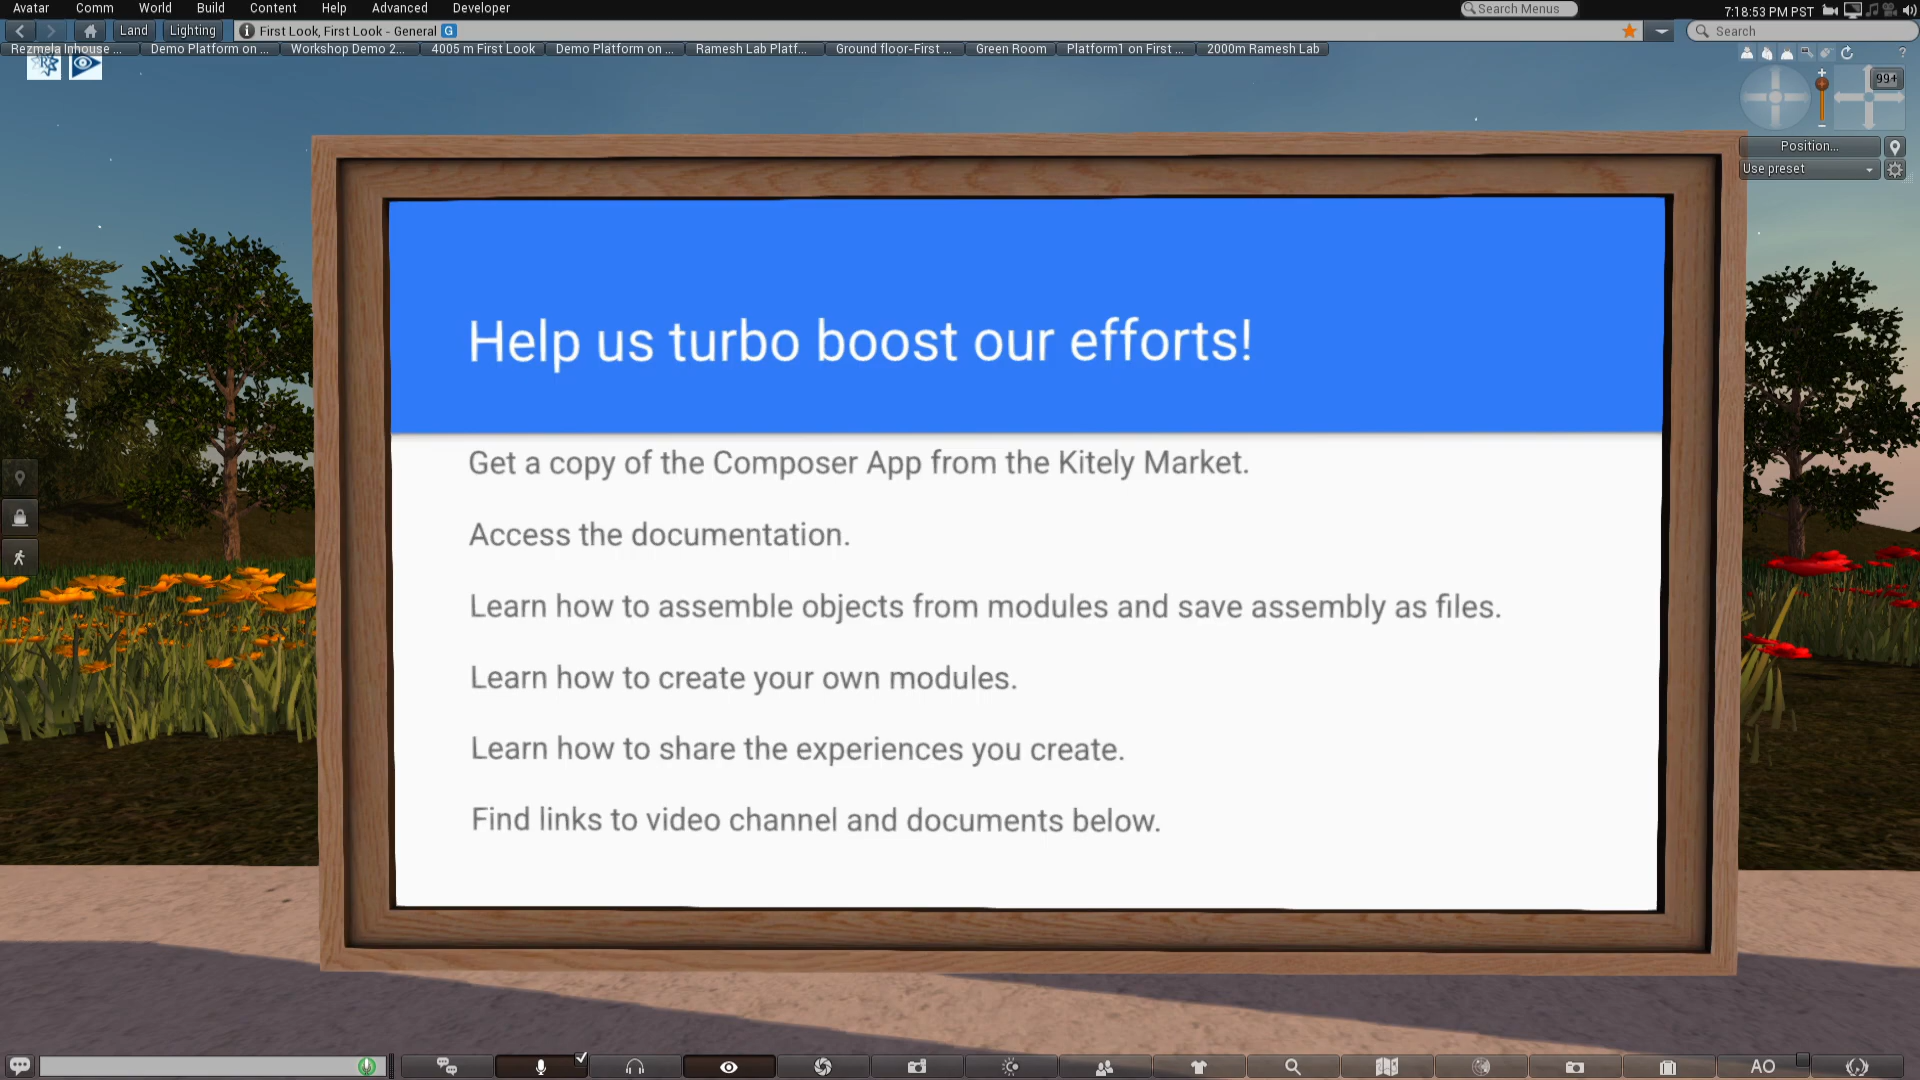 Avatar Comm World Build Content Help Advanced Developer
Search Menus
7:18:53 PM PST
Land Lighting
First Look, First Look - General G
Search
Rezmela Inhouse ... Demo Platform on ... Workshop Demo 2... 4005 m First Look Demo Platform on ... Ramesh Lab Platf... Ground floor-First ... Green Room Platform1 on First ... 2000m Ramesh Lab
?
99+
Position...
Use preset
Help us turbo boost our efforts!
Get a copy of the Composer App from the Kitely Market.
Access the documentation.
Learn how to assemble objects from modules and save assembly as files.
Learn how to create your own modules.
Learn how to share the experiences you create.
Find links to video channel and documents below.
AO